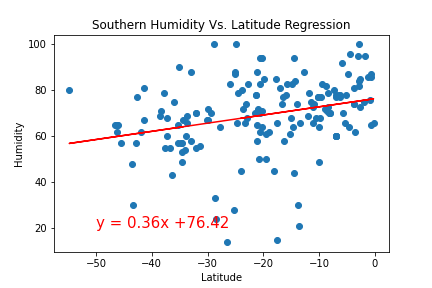 Southern Humidity Vs. Latitude Regression
100
80
60
40
20
Humidity
y = 0.36x +76.42
−50 −40 −30 −20 −10 0
Latitude